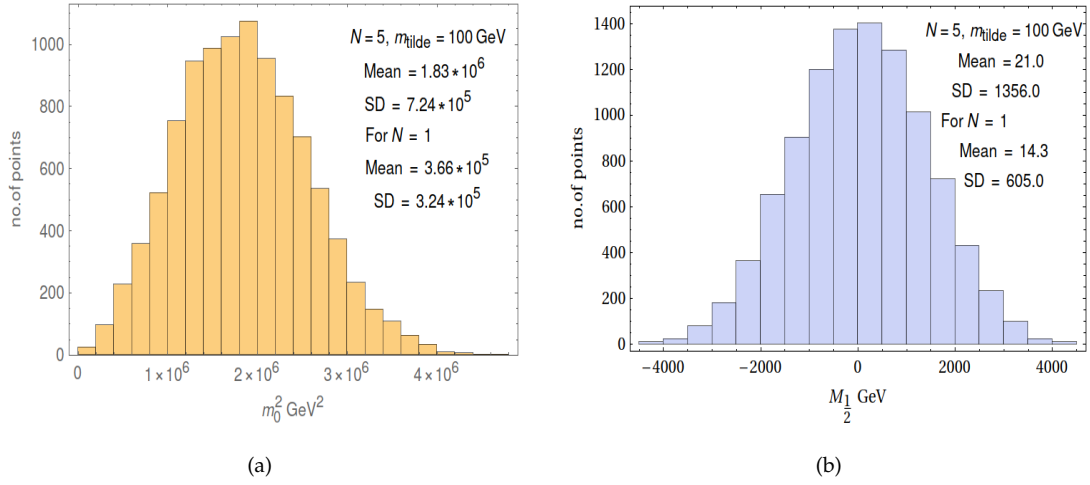 N = 5, m_tilde = 100 GeV
Mean = 1.83*10^6
SD = 7.24*10^5
For N = 1
Mean = 3.66*10^5
SD = 3.24*10^5
no.of points
1000
800
600
400
200
0
0 1×10^6 2×10^6 3×10^6 4×10^6
m_0^2 GeV^2
(a)
N = 5, m_tilde = 100 GeV
Mean = 21.0
SD = 1356.0
For N = 1
Mean = 14.3
SD = 605.0
no.of points
1400
1200
1000
800
600
400
200
0
−4000 −2000 0 2000 4000
M_{1/2} GeV
(b)